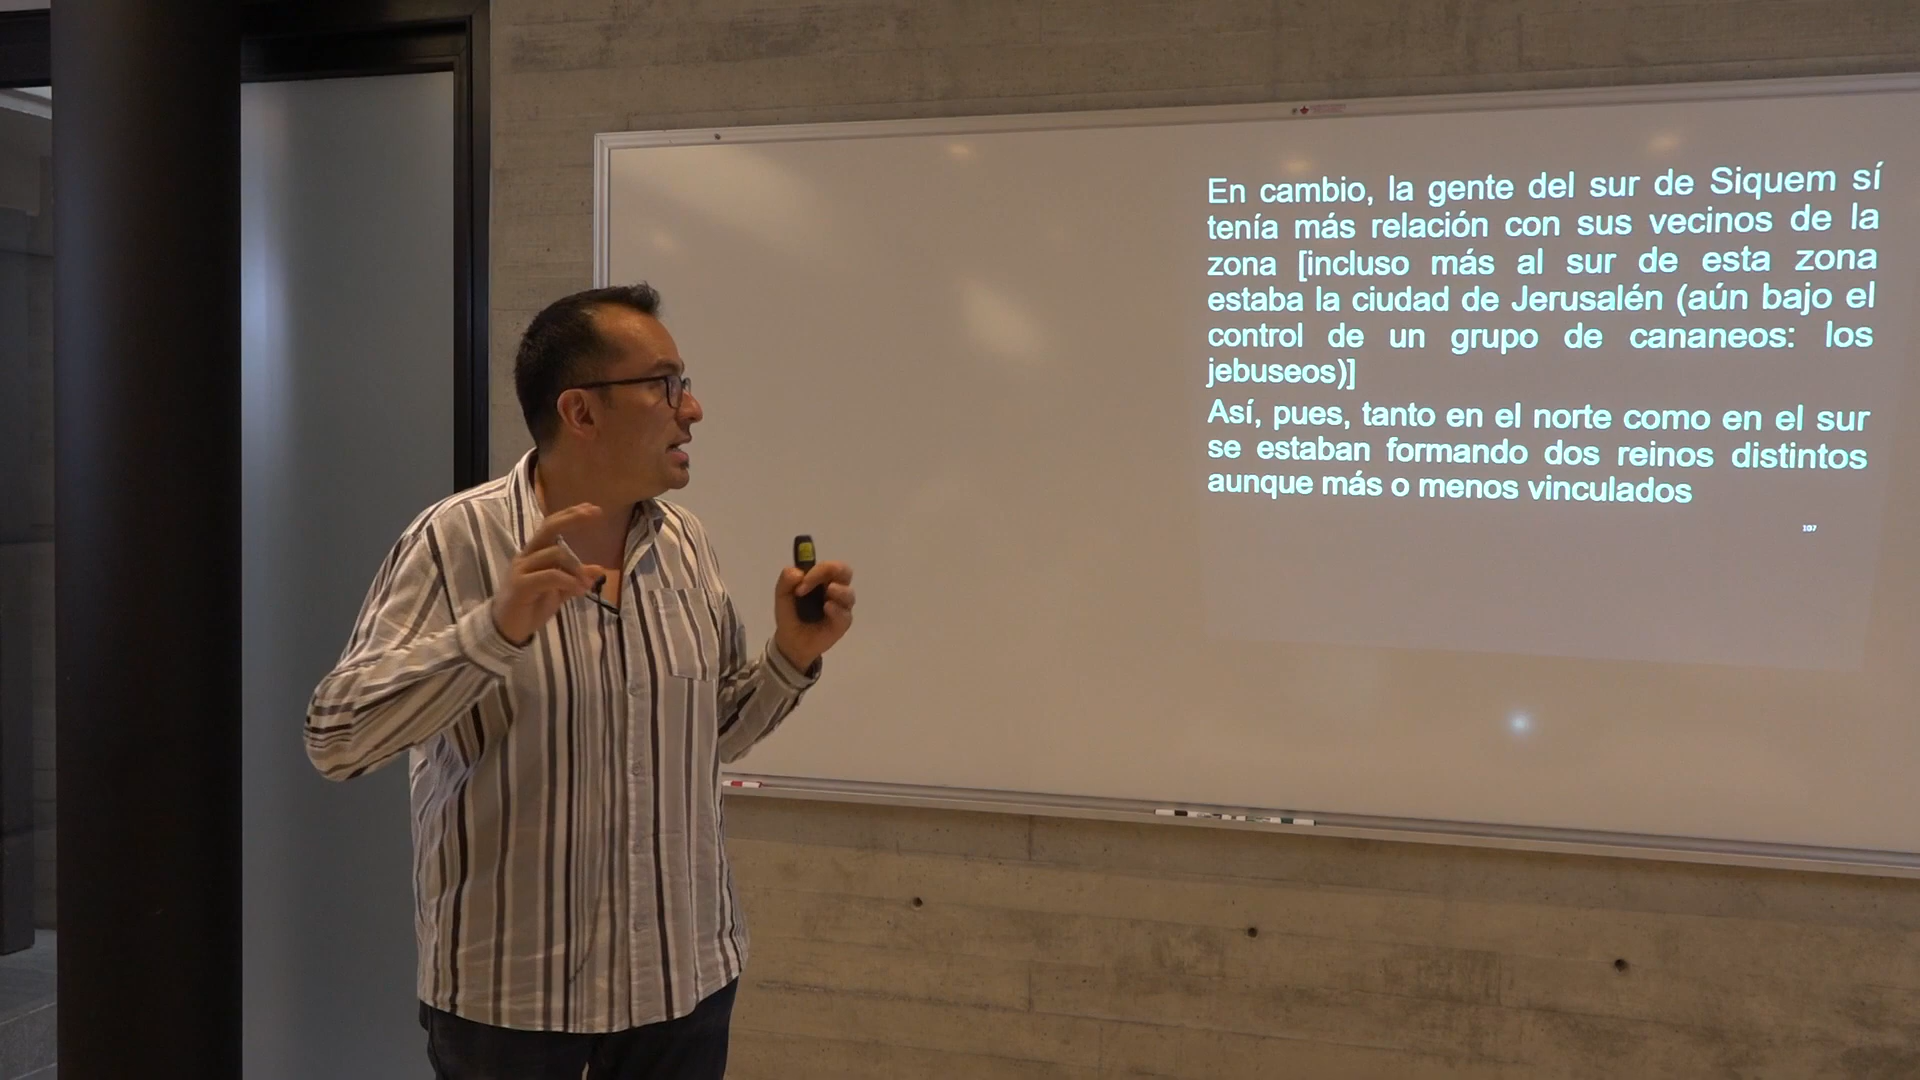 En cambio, la gente del sur de Siquem sí
tenía más relación con sus vecinos de la
zona [incluso más al sur de esta zona
estaba la ciudad de Jerusalén (aún bajo el
control de un grupo de cananeos: los
jebuseos)]
Así, pues, tanto en el norte como en el sur
se estaban formando dos reinos distintos
aunque más o menos vinculados
107